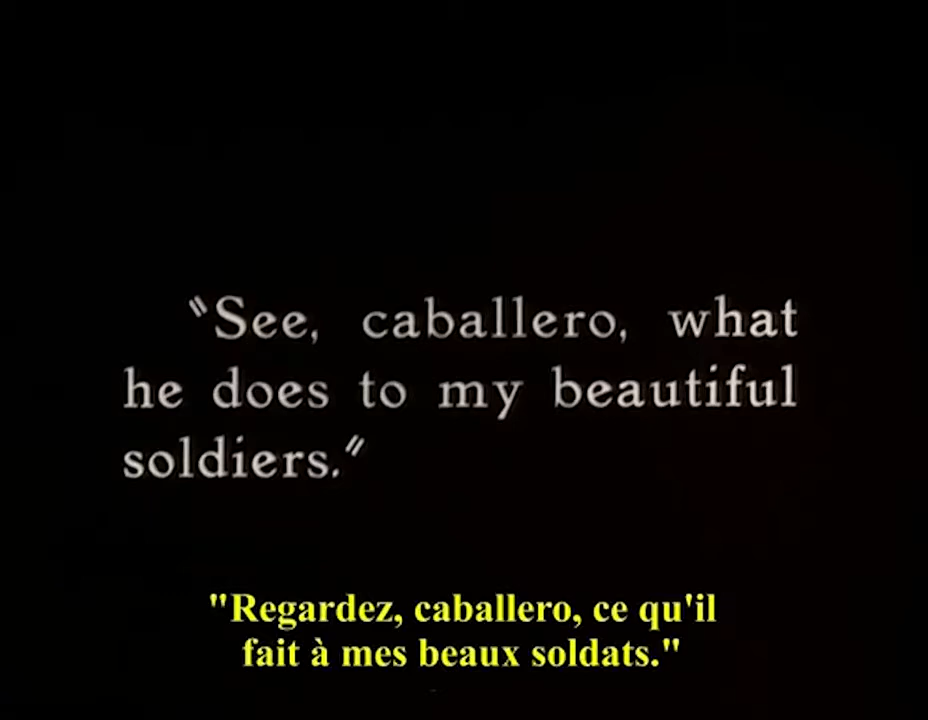 "See, caballero, what
he does to my beautiful
soldiers."
"Regardez, caballero, ce qu'il
fait à mes beaux soldats."